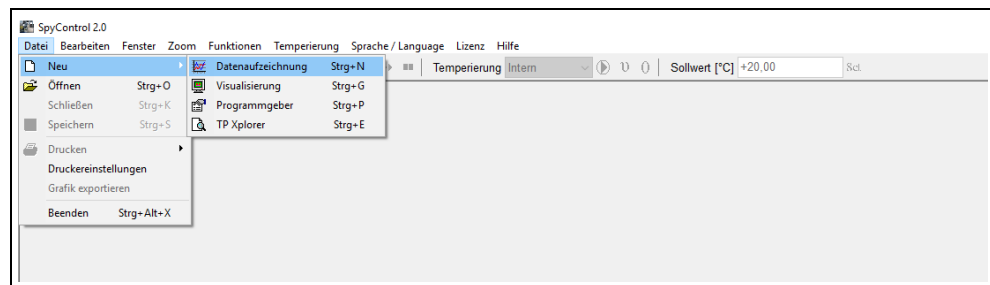 SpyControl 2.0
Datei Bearbeiten Fenster Zoom Funktionen Temperierung Sprache / Language Lizenz Hilfe
Temperierung Intern Sollwert [°C] +20,00 Set
Neu
Öffnen Strg+O
Schließen Strg+K
Speichern Strg+S
Drucken
Druckereinstellungen
Grafik exportieren
Beenden Strg+Alt+X
Datenaufzeichnung Strg+N
Visualisierung Strg+G
Programmgeber Strg+P
TP Xplorer Strg+E